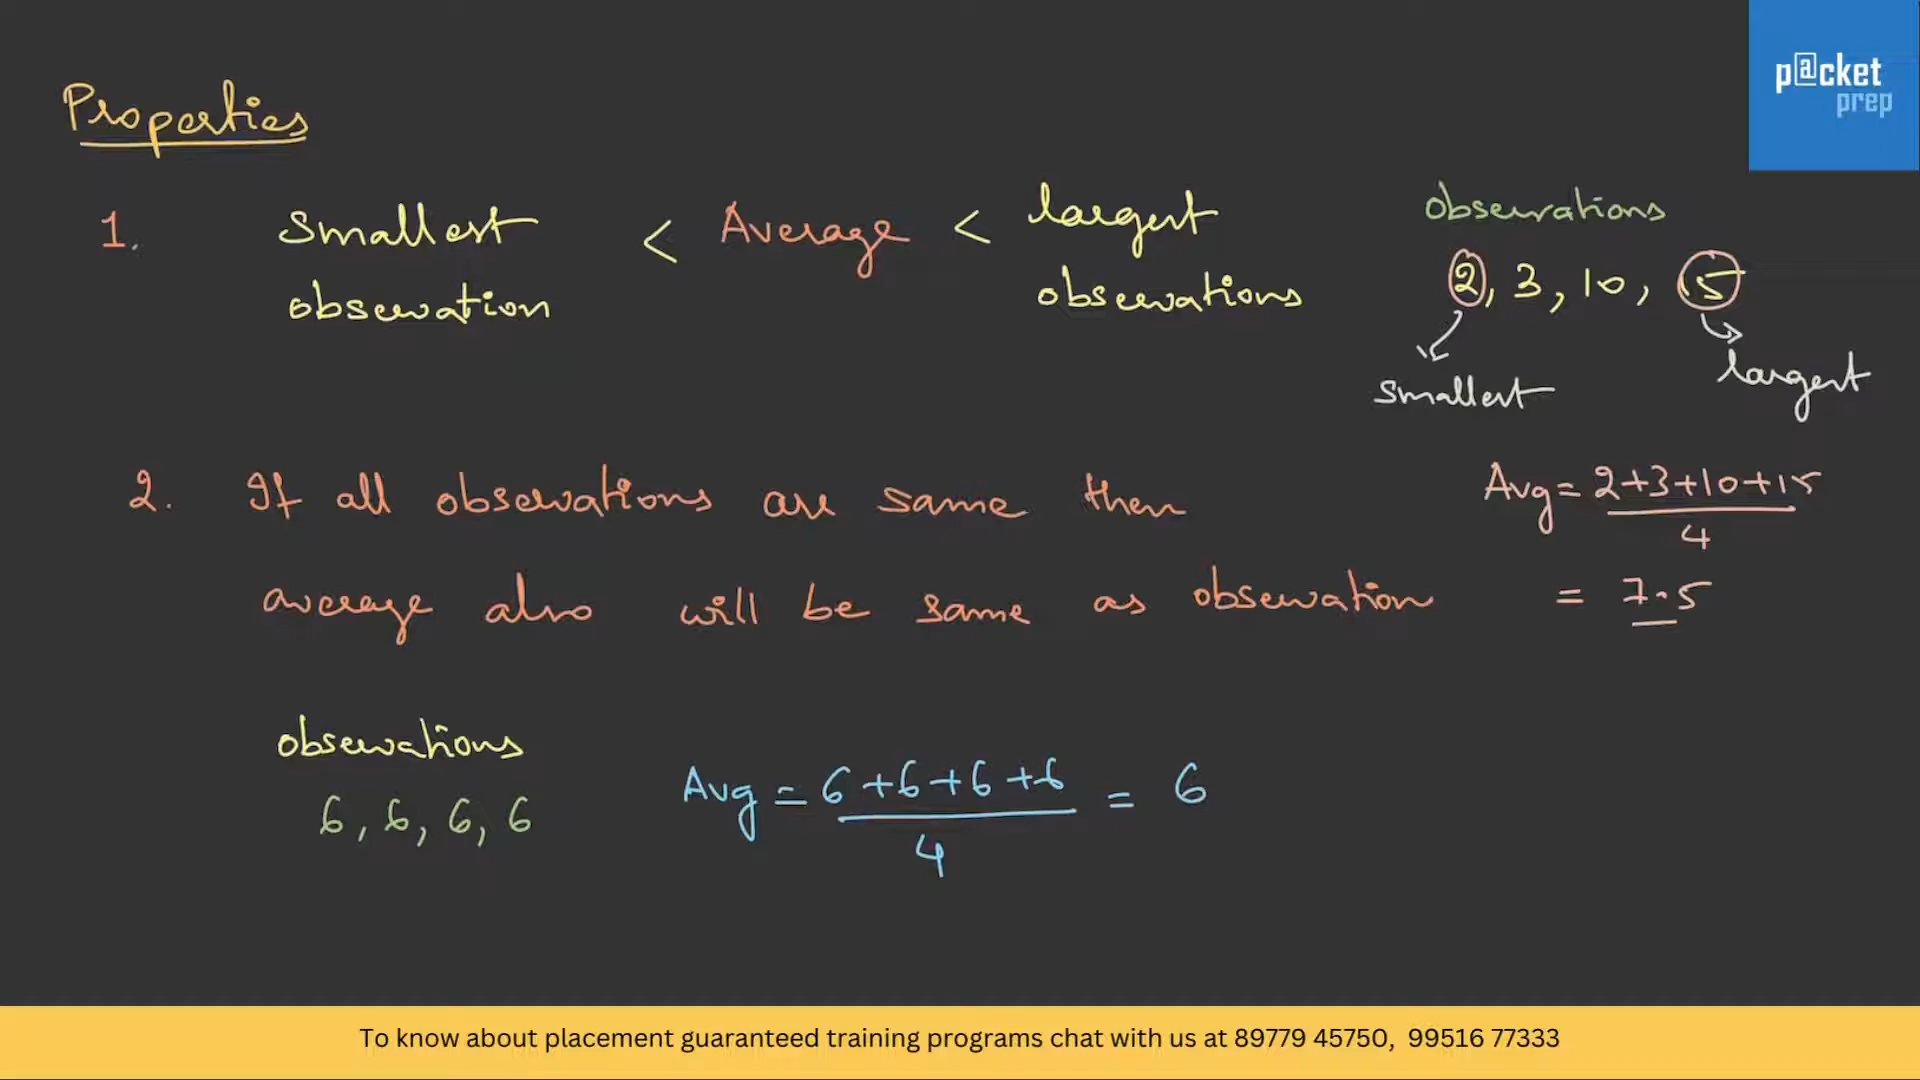 p@cket
prep
Properties
1. Smallest observation < Average < largest observations
observations
2, 3, 10, 15
smallest
largest
2. If all observations are same then
average also will be same as observation
Avg = 2+3+10+15
4
= 7.5
observations
6, 6, 6, 6
Avg = 6+6+6+6 = 6
4
To know about placement guaranteed training programs chat with us at 89779 45750, 99516 77333